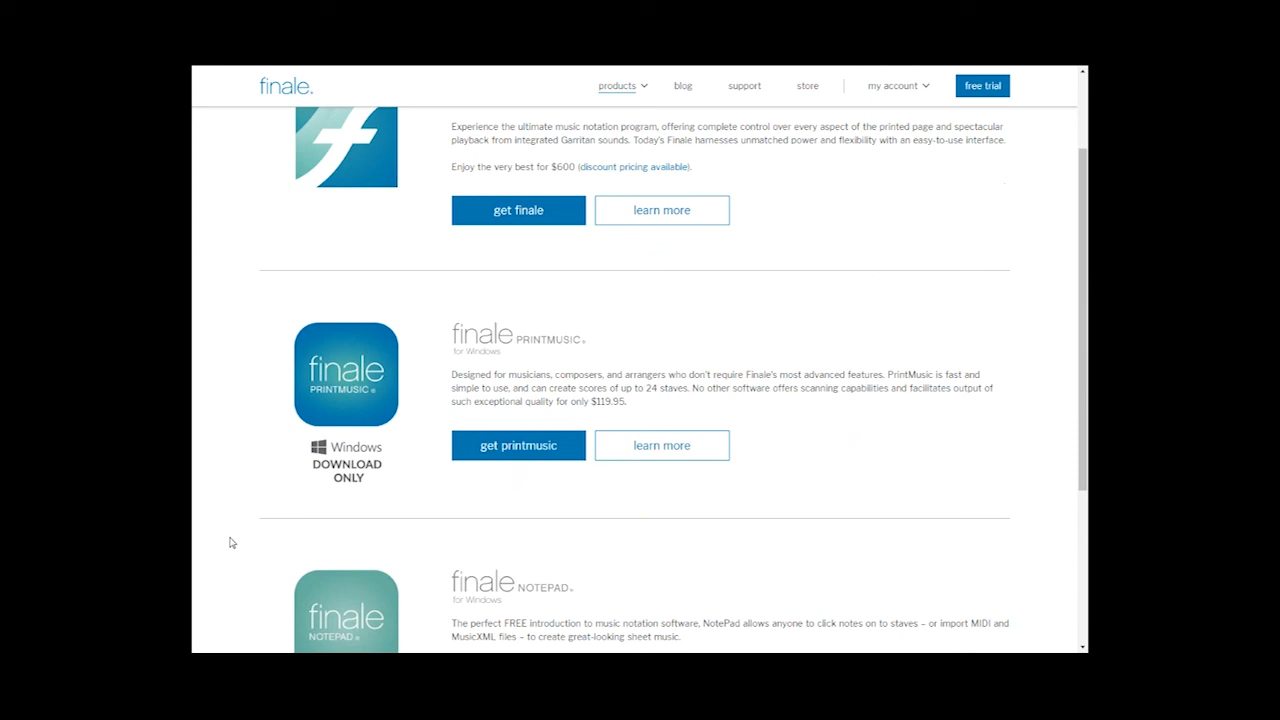 finale.
products
blog
support
store
my account
free trial
Experience the ultimate music notation program, offering complete control over every aspect of the printed page and spectacular
playback from integrated Garritan sounds. Today's Finale harnesses unmatched power and flexibility with an easy-to-use interface.
Enjoy the very best for $600 (discount pricing available).
get finale
learn more
finale
PRINTMUSIC®
Windows
DOWNLOAD
ONLY
finale PRINTMUSIC®
for Windows
Designed for musicians, composers, and arrangers who don't require Finale's most advanced features. PrintMusic is fast and
simple to use, and can create scores of up to 24 staves. No other software offers scanning capabilities and facilitates output of
such exceptional quality for only $119.95.
get printmusic
learn more
finale
NOTEPAD®
finale NOTEPAD®
for Windows
The perfect FREE introduction to music notation software, NotePad allows anyone to click notes on to staves – or import MIDI and
MusicXML files – to create great-looking sheet music.